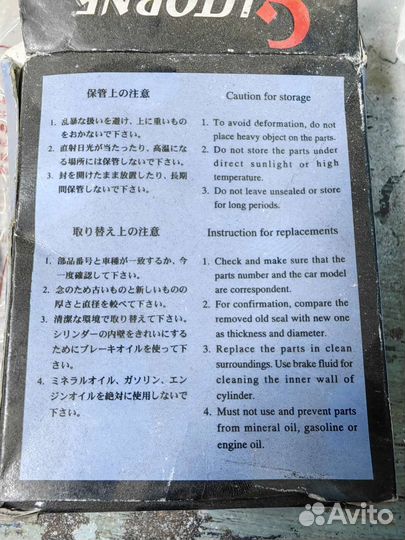 GIJTORNE
保管上の注意
1. 乱暴な扱いを避け、上に重いもの
をおかないで下さい。
2. 直射日光が当たったり、高温にな
る場所には保管しないで下さい。
3. 封を開けたまま放置したり、長期
間保管しないで下さい。
取り替え上の注意
1. 部品番号と車種が一致するか、今
一度確認して下さい。
2. 念のため古いものと新しいものの
厚さと直径を較べて下さい。
3. 清潔な環境で取り替えて下さい。
シリンダーの内壁をきれいにする
ためにブレーキオイルを使って下
さい。
4. ミネラルオイル、ガソリン、エン
ジンオイルを絶対に使用しないで
下さい。
Caution for storage
1. To avoid deformation, do not
place heavy object on the parts.
2. Do not store the parts under
direct sunlight or high
temperature.
3. Do not leave unsealed or store
for long periods.
Instruction for replacements
1. Check and make sure that the
parts number and the car model
are correspondent.
2. For confirmation, compare the
removed old seal with new one
as thickness and diameter.
3. Replace the parts in clean
surroundings. Use brake fluid for
cleaning the inner wall of
cylinder.
4. Must not use and prevent parts
from mineral oil, gasoline or
engine oil.
Avito